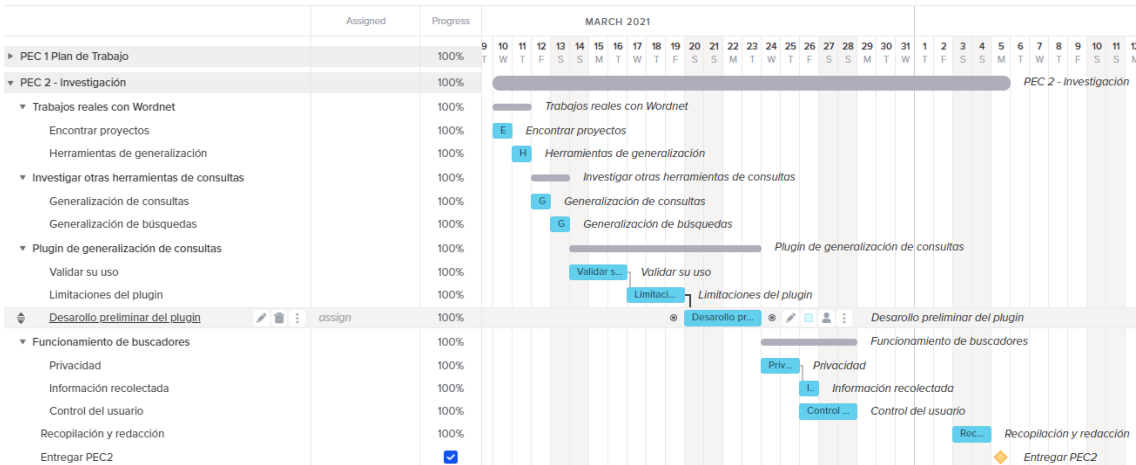 Assigned Progress MARCH 2021
9 10 11 12 13 14 15 16 17 18 19 20 21 22 23 24 25 26 27 28 29 30 31 1 2 3 4 5 6 7 8 9 10 11
T W T F S S M T W T F S S M T W T F S S M T W T F S S M T W T F S S M
PEC 1 Plan de Trabajo 100%
PEC 2 - Investigación 100% PEC 2 - Investigación
Trabajos reales con Wordnet 100% Trabajos reales con Wordnet
Encontrar proyectos 100% E Encontrar proyectos
Herramientas de generalización 100% H Herramientas de generalización
Investigar otras herramientas de consultas 100% Investigar otras herramientas de consultas
Generalización de consultas 100% G Generalización de consultas
Generalización de búsquedas 100% G Generalización de búsquedas
Plugin de generalización de consultas 100% Plugin de generalización de consultas
Validar su uso 100% Validar s... Validar su uso
Limitaciones del plugin 100% Limitaci... Limitaciones del plugin
Desarollo preliminar del plugin assign 100% Desarollo pr... Desarollo preliminar del plugin
Funcionamiento de buscadores 100% Funcionamiento de buscadores
Privacidad 100% Priv... Privacidad
Información recolectada 100% I... Información recolectada
Control del usuario 100% Control ... Control del usuario
Recopilación y redacción 100% Rec... Recopilación y redacción
Entregar PEC2 Entregar PEC2